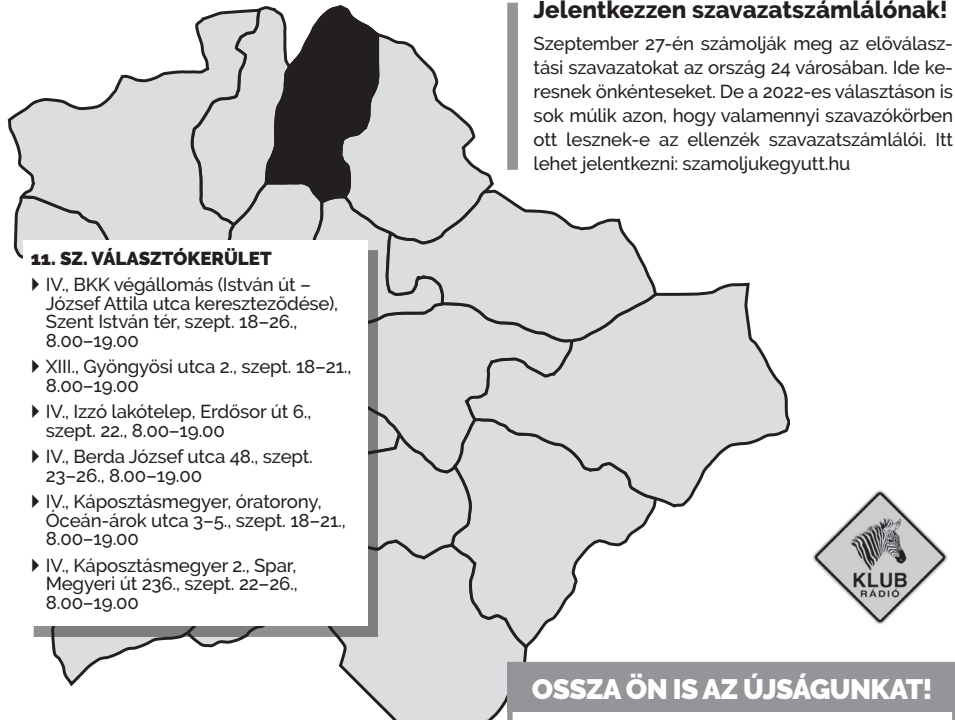 Jelentkezzen szavazatszámlálónak!
Szeptember 27-én számolják meg az előválasz-
tási szavazatokat az ország 24 városában. Ide ke-
resnek önkénteseket. De a 2022-es választáson is
sok múlik azon, hogy valamennyi szavazókörben
ott lesznek-e az ellenzék szavazatszámlálói. Itt
lehet jelentkezni: szamoljukegyutt.hu
11. SZ. VÁLASZTÓKERÜLET
IV., BKK végállomás (István út –
József Attila utca kereszteződése),
Szent István tér, szept. 18–26.,
8.00–19.00
XIII., Gyöngyösi utca 2., szept. 18–21.,
8.00–19.00
IV., Izzó lakótelep, Erdősor út 6.,
szept. 22., 8.00–19.00
IV., Berda József utca 48., szept.
23–26., 8.00–19.00
IV., Káposztásmegyer, óratorony,
Óceán-árok utca 3–5., szept. 18–21.,
8.00–19.00
IV., Káposztásmegyer 2., Spar,
Megyeri út 236., szept. 22–26.,
8.00–19.00
KLUB
RÁDIÓ
OSSZA ÖN IS AZ ÚJSÁGUNKAT!